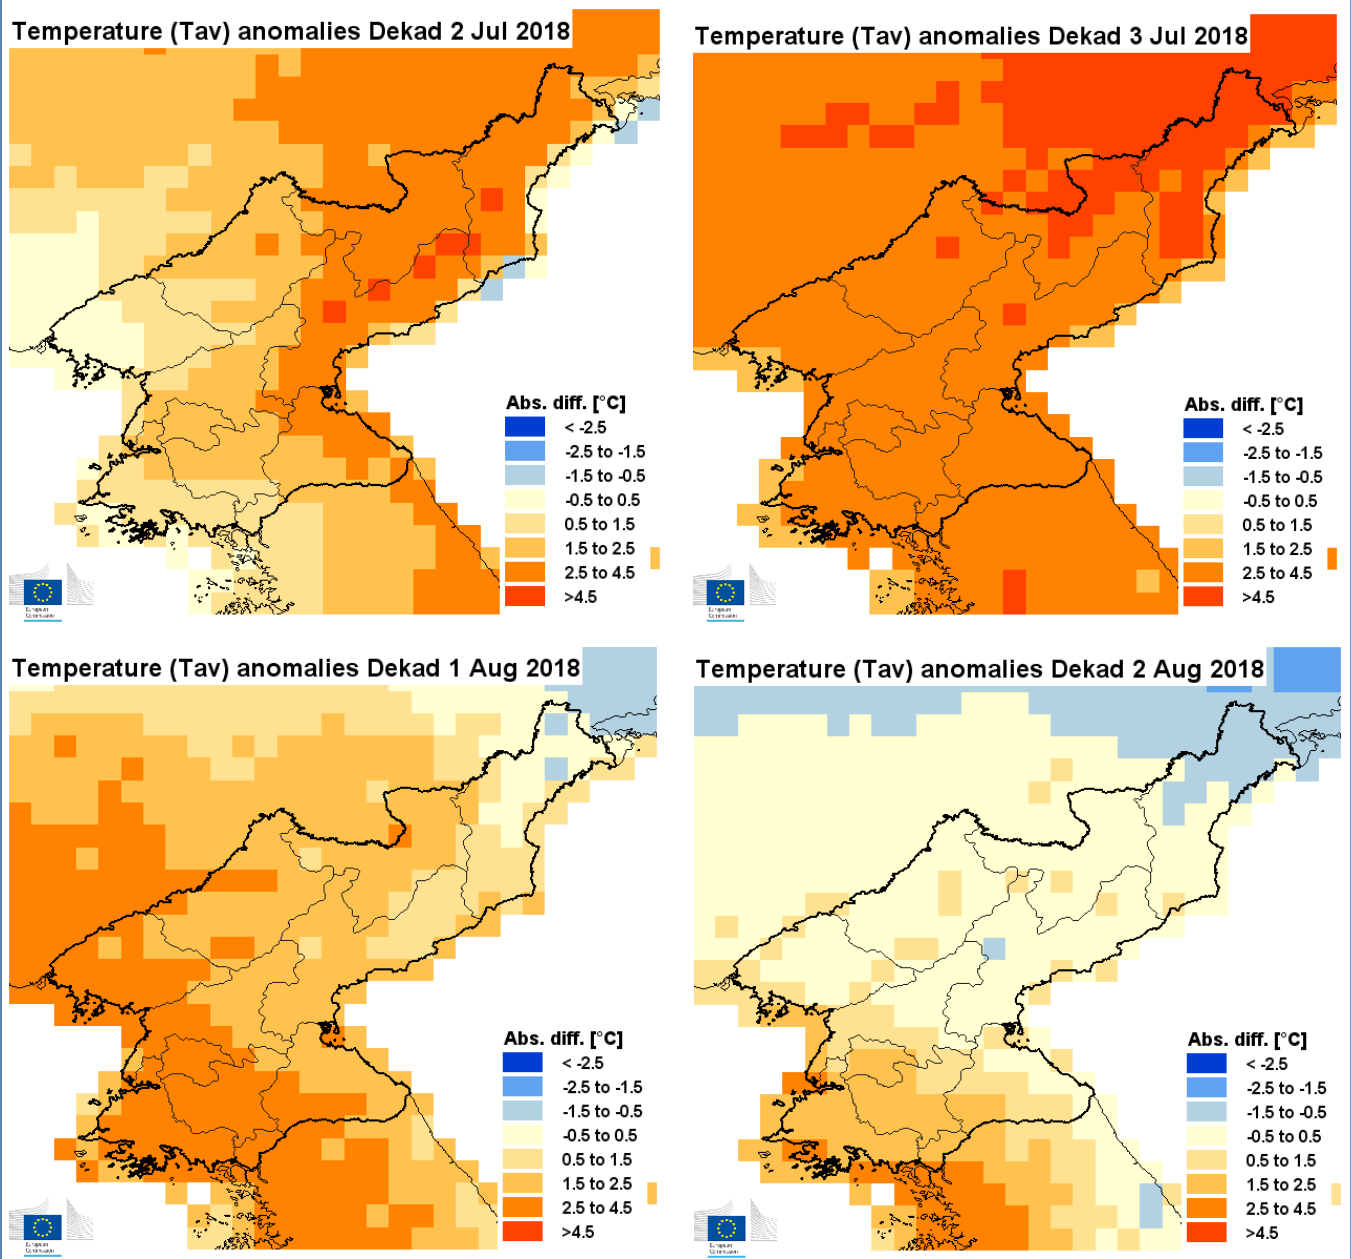 Temperature (Tav) anomalies Dekad 2 Jul 2018
Abs. diff. [°C]
< -2.5
-2.5 to -1.5
-1.5 to -0.5
-0.5 to 0.5
0.5 to 1.5
1.5 to 2.5
2.5 to 4.5
>4.5
European
Commission
Temperature (Tav) anomalies Dekad 3 Jul 2018
Abs. diff. [°C]
< -2.5
-2.5 to -1.5
-1.5 to -0.5
-0.5 to 0.5
0.5 to 1.5
1.5 to 2.5
2.5 to 4.5
>4.5
European
Commission
Temperature (Tav) anomalies Dekad 1 Aug 2018
Abs. diff. [°C]
< -2.5
-2.5 to -1.5
-1.5 to -0.5
-0.5 to 0.5
0.5 to 1.5
1.5 to 2.5
2.5 to 4.5
>4.5
European
Commission
Temperature (Tav) anomalies Dekad 2 Aug 2018
Abs. diff. [°C]
< -2.5
-2.5 to -1.5
-1.5 to -0.5
-0.5 to 0.5
0.5 to 1.5
1.5 to 2.5
2.5 to 4.5
>4.5
European
Commission